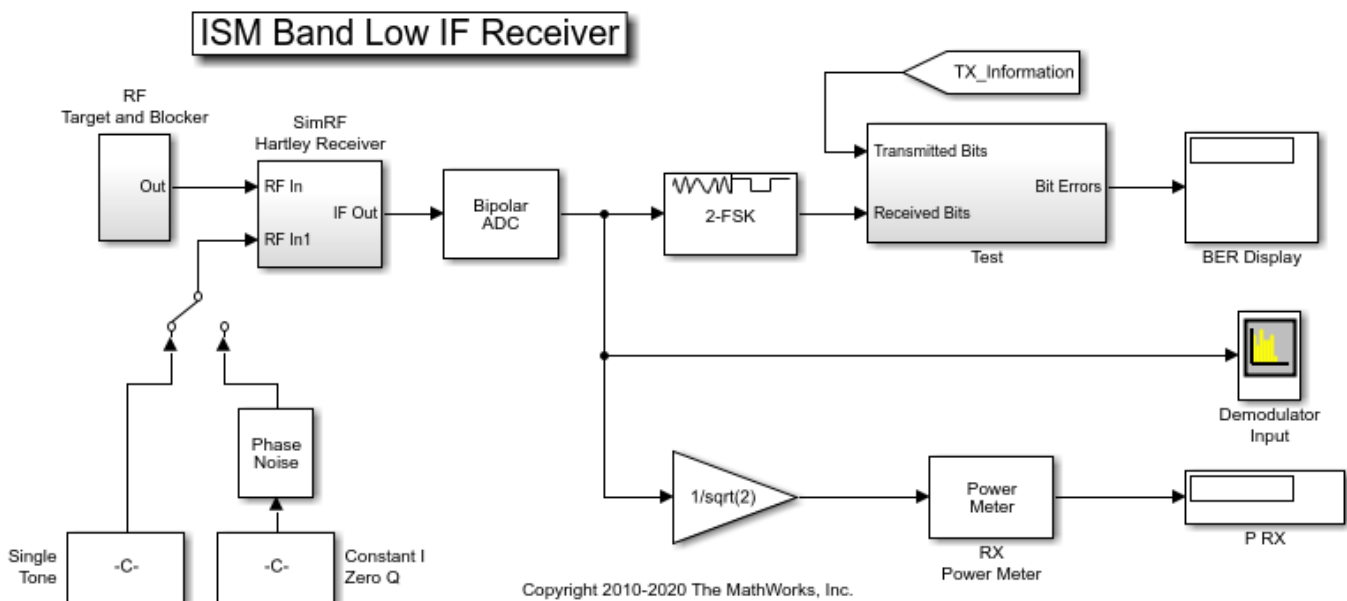 ISM Band Low IF Receiver
TX_Information
RF
Target and Blocker
SimRF
Hartley Receiver
Out
RF In
IF Out
RF In1
Bipolar
ADC
2-FSK
Transmitted Bits
Bit Errors
Received Bits
Test
BER Display
Demodulator
Input
Phase
Noise
1/sqrt(2)
Power
Meter
RX
Power Meter
P RX
Single
Tone
-C-
-C-
Constant I
Zero Q
Copyright 2010-2020 The MathWorks, Inc.